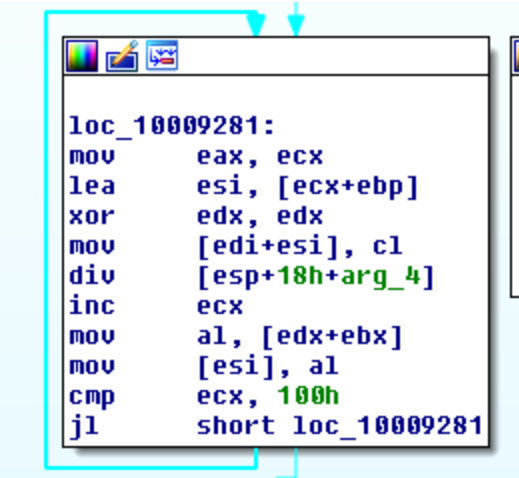 loc_10009281:
mov eax, ecx
lea esi, [ecx+ebp]
xor edx, edx
mov [edi+esi], cl
div [esp+18h+arg_4]
inc ecx
mov al, [edx+ebx]
mov [esi], al
cmp ecx, 100h
jl short loc_10009281